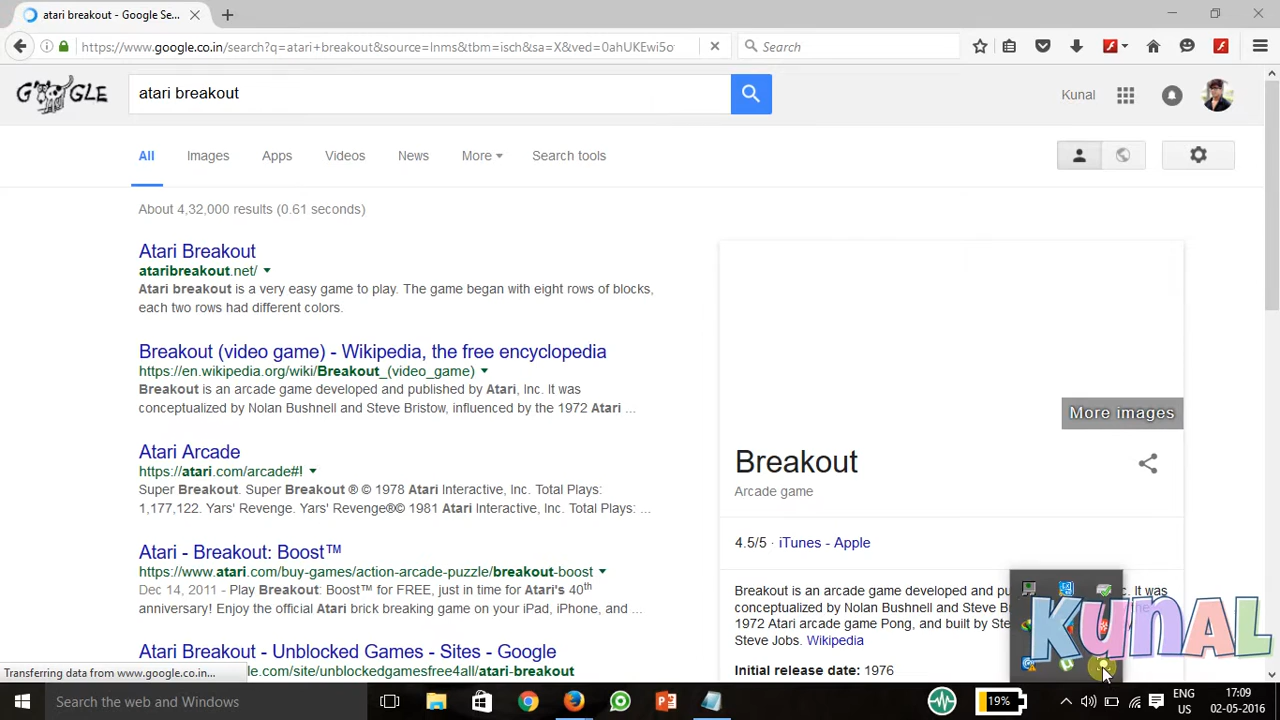 atari breakout - Google Se...
https://www.google.co.in/search?q=atari+breakout&source=lnms&tbm=isch&sa=X&ved=0ahUKEwi5o
Search
GOOGLE
atari breakout
Kunal
All
Images
Apps
Videos
News
More
Search tools
About 4,32,000 results (0.61 seconds)
Atari Breakout
ataribreakout.net/
Atari breakout is a very easy game to play. The game began with eight rows of blocks,
each two rows had different colors.
Breakout (video game) - Wikipedia, the free encyclopedia
https://en.wikipedia.org/wiki/Breakout_(video_game)
Breakout is an arcade game developed and published by Atari, Inc. It was
conceptualized by Nolan Bushnell and Steve Bristow, influenced by the 1972 Atari ...
Atari Arcade
https://atari.com/arcade#!
Super Breakout. Super Breakout ® © 1978 Atari Interactive, Inc. Total Plays:
1,177,122. Yars' Revenge. Yars' Revenge®© 1981 Atari Interactive, Inc. Total Plays: ...
Atari - Breakout: Boost™
https://www.atari.com/buy-games/action-arcade-puzzle/breakout-boost
Dec 14, 2011 - Play Breakout: Boost™ for FREE, just in time for Atari's 40th
anniversary! Enjoy the official Atari brick breaking game on your iPad, iPhone, and ...
Atari Breakout - Unblocked Games - Sites - Google
le.com/site/unblockedgamesfree4all/atari-breakout
More images
Breakout
Arcade game
4.5/5 · iTunes - Apple
Breakout is an arcade game developed and pu It was
conceptualized by Nolan Bushnell and Steve B the
1972 Atari arcade game Pong, and built by St
Steve Jobs. Wikipedia
Initial release date: 1976
KUNAL
Transferring data from www.google.co.in...
Search the web and Windows
19%
ENG
US
17:09
02-05-2016